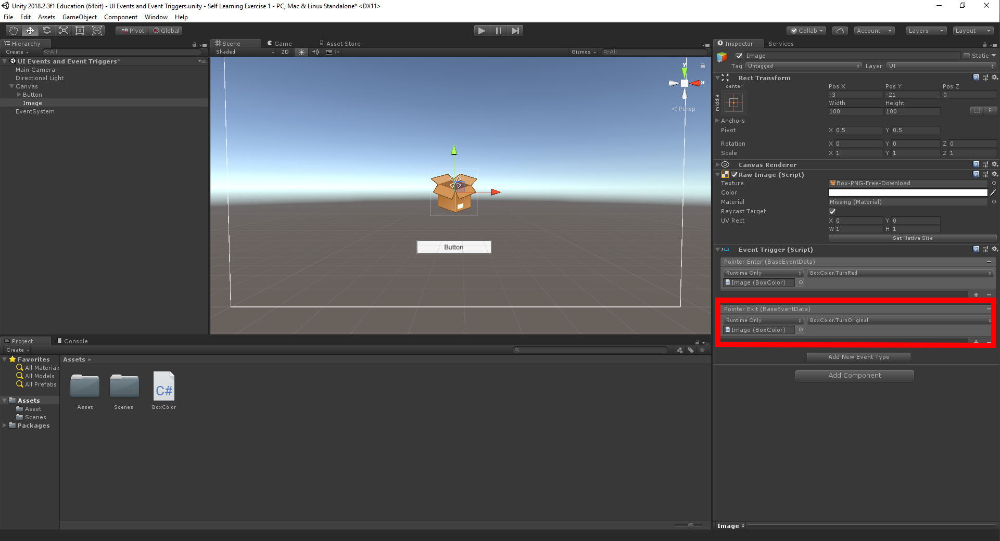 Unity 2018.2.3f1 Education (64bit) - UI Events and Event Triggers.unity - Self Learning Exercise 1 - PC, Mac & Linux Standalone* <DX11>
File Edit Assets GameObject Component Window Help
Pivot Global Collab Account Layers Layout
Hierarchy
Create All
UI Events and Event Triggers*
Main Camera
Directional Light
Canvas
Button
Image
EventSystem
Scene Game Asset Store
Shaded 2D Gizmos All
y
x
Persp
Button
Inspector Services
Image Static
Tag Untagged Layer UI
Rect Transform
center
middle
Pos X Pos Y Pos Z
-3 -21 0
Width Height
100 100
R
Anchors
Pivot X 0.5 Y 0.5
Rotation X 0 Y 0 Z 0
Scale X 1 Y 1 Z 1
Canvas Renderer
Raw Image (Script)
Texture Box-PNG-Free-Download
Color
Material Missing (Material)
Raycast Target
UV Rect X 0 Y 0
W 1 H 1
Set Native Size
Event Trigger (Script)
Pointer Enter (BaseEventData)
Runtime Only BoxColor.TurnRed
Image (BoxColor)
Pointer Exit (BaseEventData)
Runtime Only BoxColor.TurnOriginal
Image (BoxColor)
Add New Event Type
Add Component
Image
Project Console
Create
Favorites
All Materials
All Models
All Prefabs
Assets
Asset
Scenes
Packages
Assets
C#
Asset Scenes BoxColor